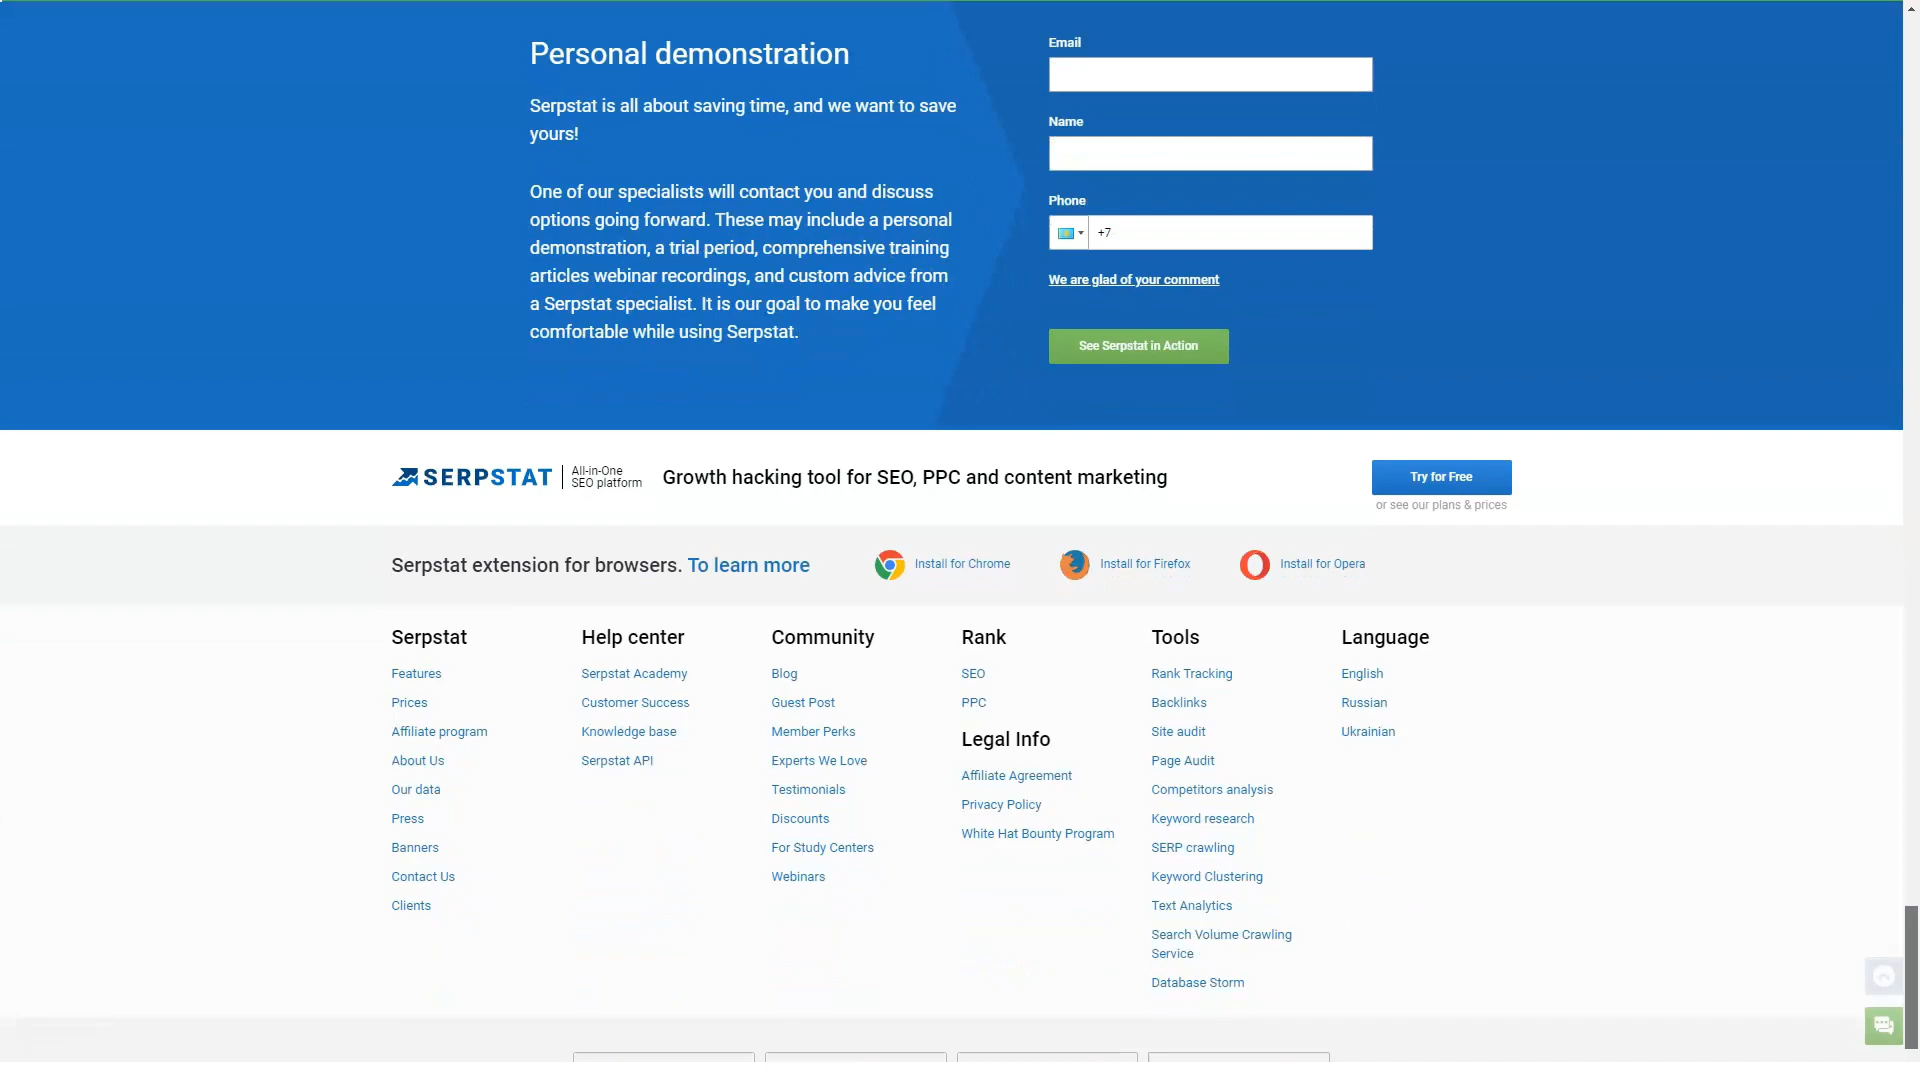 Personal demonstration
Serpstat is all about saving time, and we want to save
yours!
One of our specialists will contact you and discuss
options going forward. These may include a personal
demonstration, a trial period, comprehensive training
articles webinar recordings, and custom advice from
a Serpstat specialist. It is our goal to make you feel
comfortable while using Serpstat.
Email
Name
Phone
+7
We are glad of your comment
See Serpstat in Action
SERPSTAT
All-in-One
SEO platform
Growth hacking tool for SEO, PPC and content marketing
Try for Free
or see our plans & prices
Serpstat extension for browsers. To learn more
Install for Chrome
Install for Firefox
Install for Opera
Serpstat
Features
Prices
Affiliate program
About Us
Our data
Press
Banners
Contact Us
Clients
Help center
Serpstat Academy
Customer Success
Knowledge base
Serpstat API
Community
Blog
Guest Post
Member Perks
Experts We Love
Testimonials
Discounts
For Study Centers
Webinars
Rank
SEO
PPC
Legal Info
Affiliate Agreement
Privacy Policy
White Hat Bounty Program
Tools
Rank Tracking
Backlinks
Site audit
Page Audit
Competitors analysis
Keyword research
SERP crawling
Keyword Clustering
Text Analytics
Search Volume Crawling
Service
Database Storm
Language
English
Russian
Ukrainian